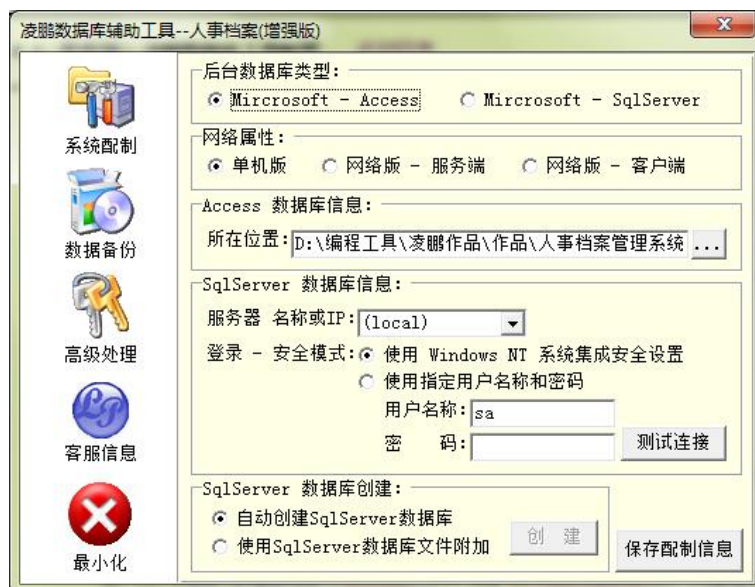 凌鹏数据库辅助工具--人事档案(增强版)
系统配制
数据备份
高级处理
客服信息
最小化
后台数据库类型:
Mircrosoft - Access
Mircrosoft - SqlServer
网络属性:
单机版
网络版 - 服务端
网络版 - 客户端
Access 数据库信息:
所在位置: D:\编程工具\凌鹏作品\作品\人事档案管理系统 ...
SqlServer 数据库信息:
服务器 名称或IP: (local)
登录 - 安全模式: 使用 Windows NT 系统集成安全设置
使用指定用户名称和密码
用户名称: sa
密 码:
测试连接
SqlServer 数据库创建:
自动创建SqlServer数据库
使用SqlServer数据库文件附加
创 建
保存配制信息